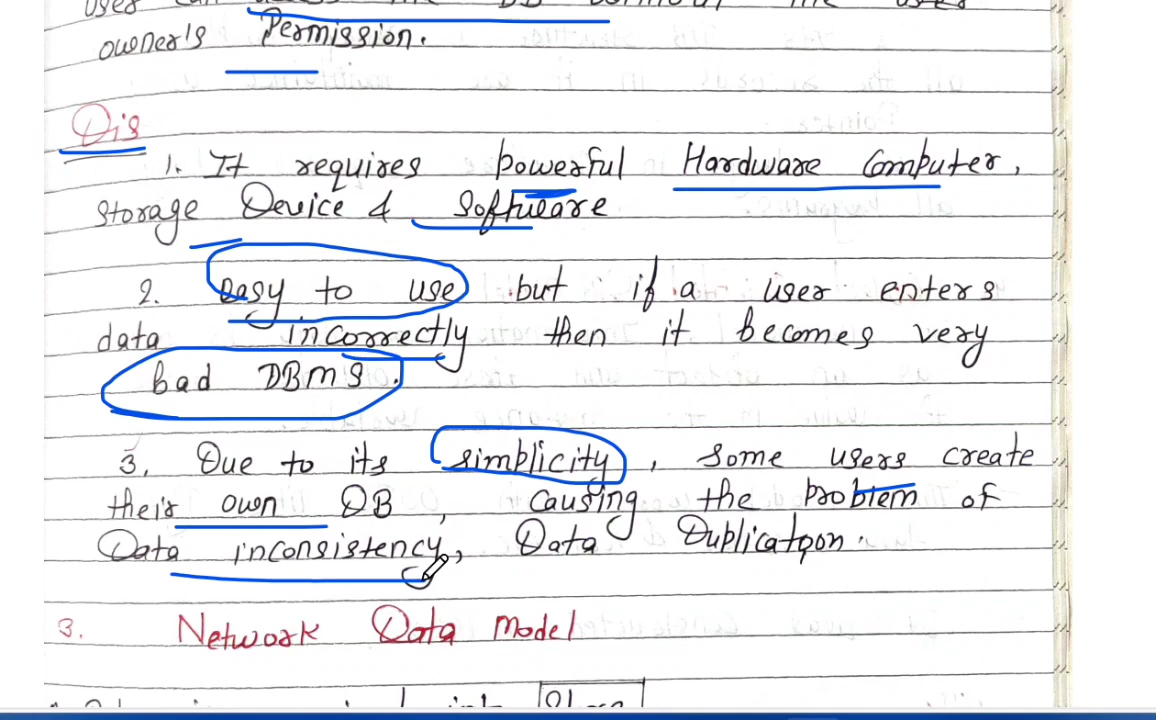 owner's Permission.
Dis
1. It requires powerful Hardware Computer,
Storage Device & Software
2. easy to use but if a user enters
data incorrectly then it becomes very
bad DBMS.
3. Due to its simplicity, some users create
their own DB, causing the problem of
Data inconsistency, Data Duplication.
3. Network Data Model